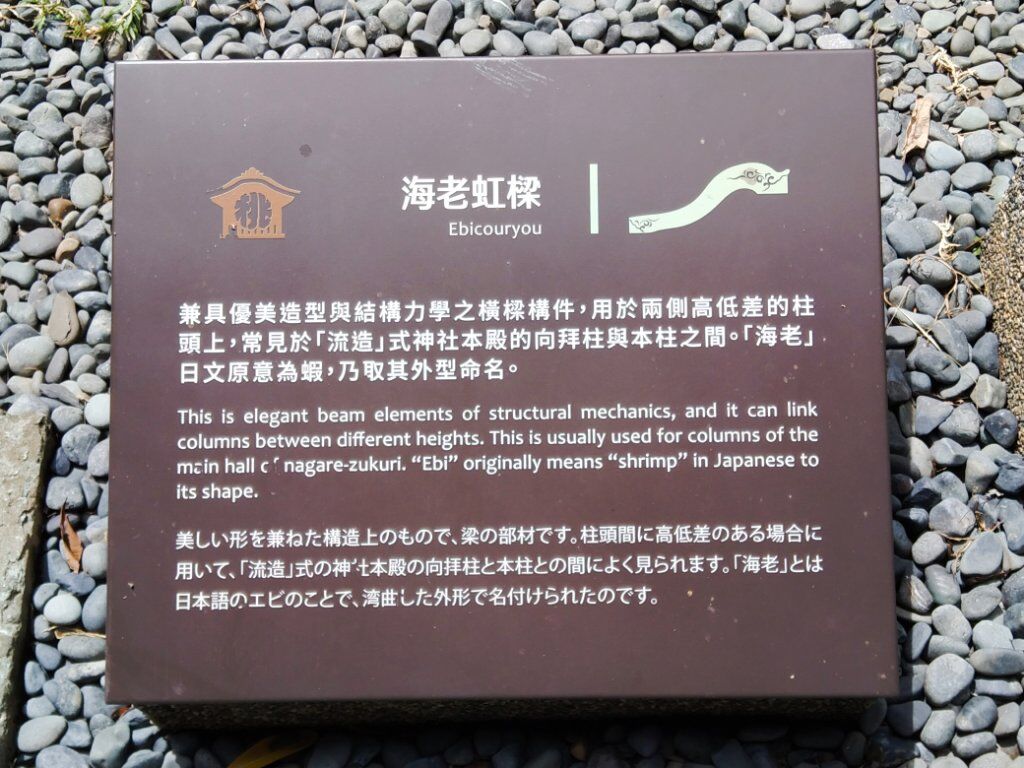 桃
海老虹樑
Ebicouryou
兼具優美造型與結構力學之橫樑構件，用於兩側高低差的柱
頭上，常見於「流造」式神社本殿的向拜柱與本柱之間。「海老」
日文原意為蝦，乃取其外型命名。
This is elegant beam elements of structural mechanics, and it can link
columns between different heights. This is usually used for columns of the
main hall of nagare-zukuri. “Ebi” originally means “shrimp” in Japanese to
its shape.
美しい形を兼ねた構造上のもので、梁の部材です。柱頭間に高低差のある場合に
用いて、「流造」式の神社本殿の向拝柱と本柱との間によく見られます。「海老」とは
日本語のエビのことで、湾曲した外形で名付けられたのです。